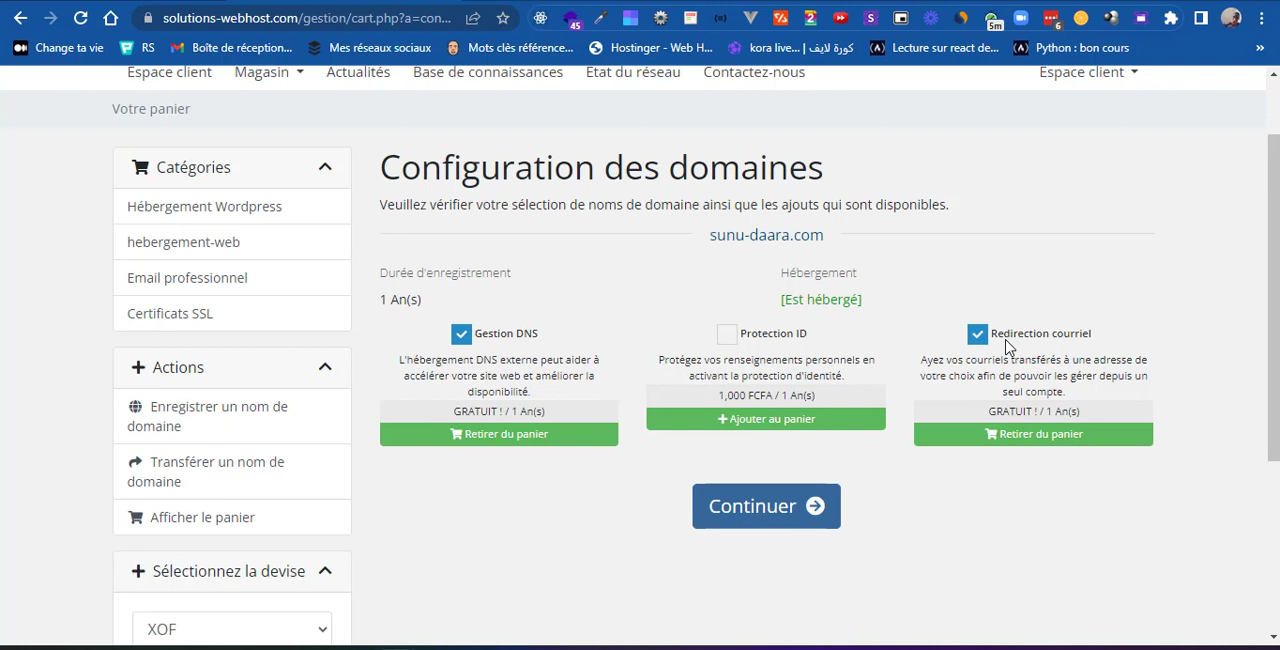 solutions-webhost.com/gestion/cart.php?a=con...
45
5m
6
Change ta vie
RS
Boîte de réception...
Mes réseaux sociaux
Mots clés référence...
Hostinger - Web H...
kora live... | كورة لايف
Lecture sur react de...
Python : bon cours
»
Espace client
Magasin
Actualités
Base de connaissances
Etat du réseau
Contactez-nous
Espace client
Votre panier
Catégories
Hébergement Wordpress
hebergement-web
Email professionnel
Certificats SSL
Actions
Enregistrer un nom de
domaine
Transférer un nom de
domaine
Afficher le panier
Sélectionnez la devise
XOF
Configuration des domaines
Veuillez vérifier votre sélection de noms de domaine ainsi que les ajouts qui sont disponibles.
sunu-daara.com
Durée d'enregistrement
1 An(s)
Hébergement
[Est hébergé]
Gestion DNS
L'hébergement DNS externe peut aider à
accélérer votre site web et améliorer la
disponibilité.
GRATUIT ! / 1 An(s)
Retirer du panier
Protection ID
Protégez vos renseignements personnels en
activant la protection d'identité.
1,000 FCFA / 1 An(s)
Ajouter au panier
Redirection courriel
Ayez vos courriels transférés à une adresse de
votre choix afin de pouvoir les gérer depuis un
seul compte.
GRATUIT ! / 1 An(s)
Retirer du panier
Continuer